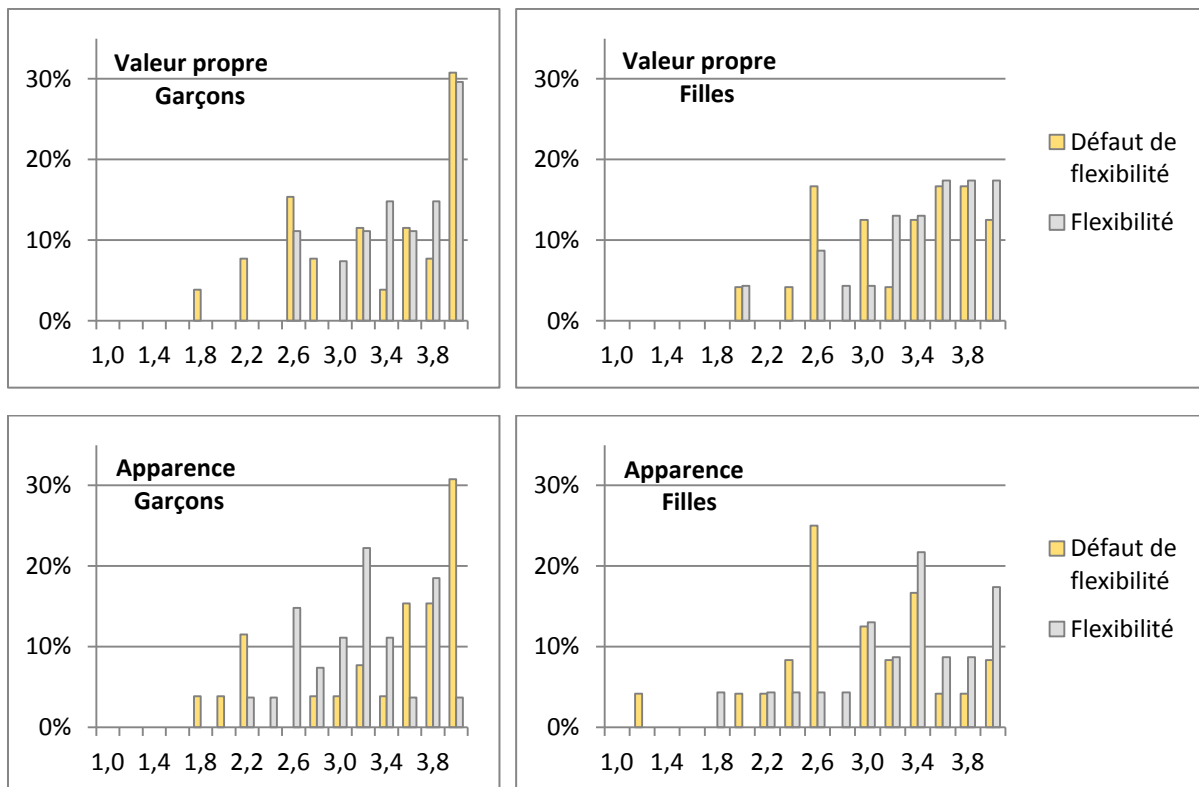 Valeur propre
Garçons
30%
20%
10%
0%
1,0 1,4 1,8 2,2 2,6 3,0 3,4 3,8
Valeur propre
Filles
30%
20%
10%
0%
1,0 1,4 1,8 2,2 2,6 3,0 3,4 3,8
Défaut de
flexibilité
Flexibilité
Apparence
Garçons
30%
20%
10%
0%
1,0 1,4 1,8 2,2 2,6 3,0 3,4 3,8
Apparence
Filles
30%
20%
10%
0%
1,0 1,4 1,8 2,2 2,6 3,0 3,4 3,8
Défaut de
flexibilité
Flexibilité